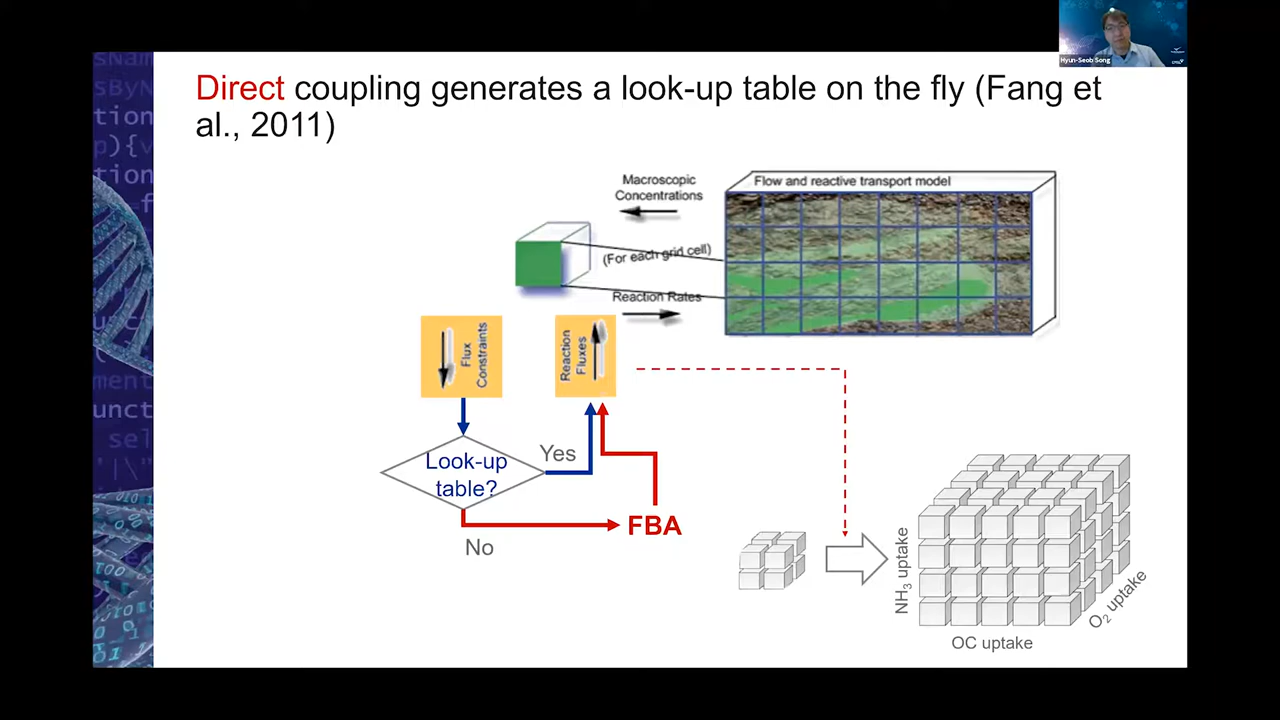 Hyun-Seob Song
Direct coupling generates a look-up table on the fly (Fang et
al., 2011)
Macroscopic
Concentrations
Flow and reactive transport model
(For each grid cell)
Reaction Rates
Flux
Constraints
Reaction
Fluxes
Look-up
table?
Yes
No
FBA
NH3 uptake
O2 uptake
OC uptake